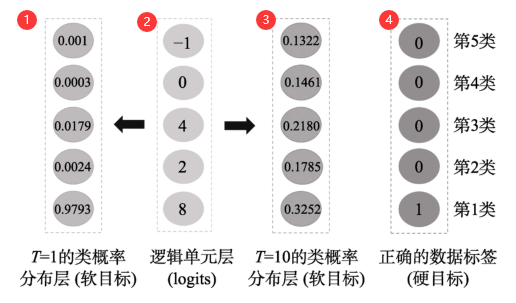 1 2 3 4
0.001 −1 0.1322 0 第5类
0.0003 0 0.1461 0 第4类
0.0179 4 0.2180 0 第3类
0.0024 2 0.1785 0 第2类
0.9793 8 0.3252 1 第1类
T=1的类概率
分布层 (软目标)
逻辑单元层
(logits)
T=10的类概率
分布层 (软目标)
正确的数据标签
(硬目标)